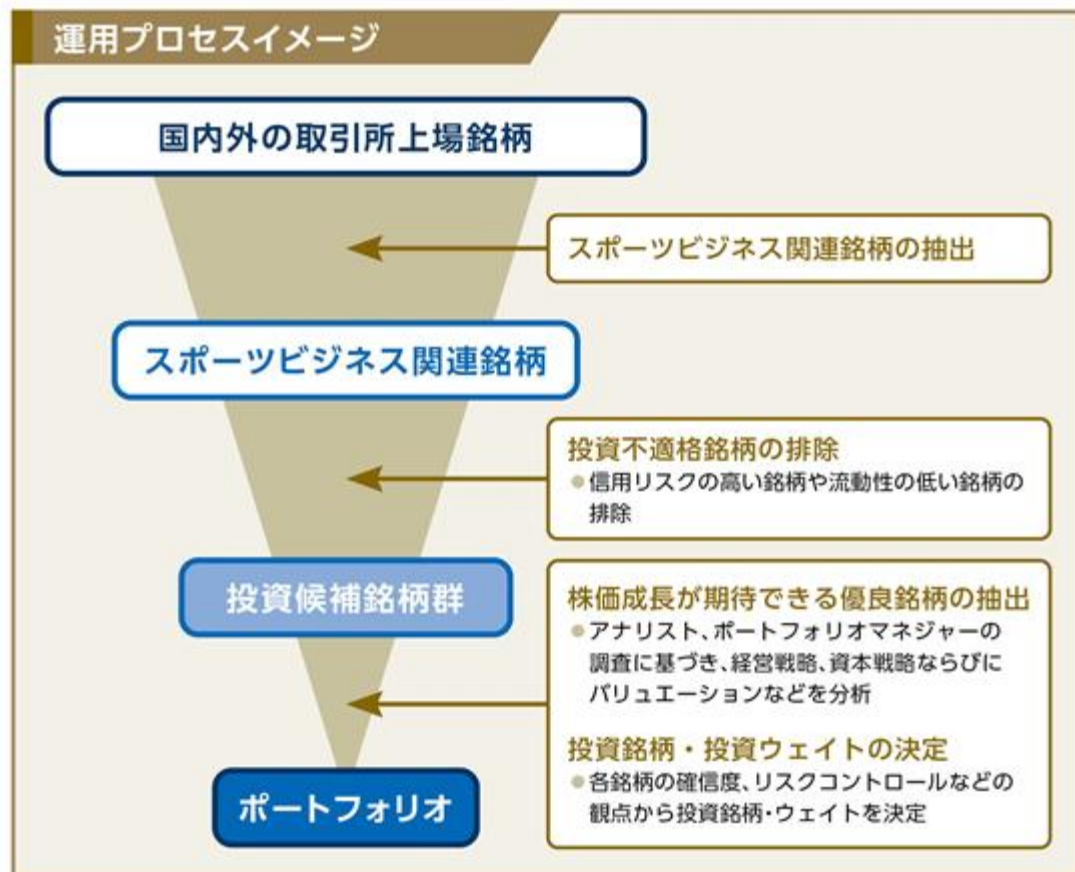 運用プロセスイメージ
国内外の取引所上場銘柄
スポーツビジネス関連銘柄の抽出
スポーツビジネス関連銘柄
投資不適格銘柄の排除
●信用リスクの高い銘柄や流動性の低い銘柄の
排除
投資候補銘柄群
株価成長が期待できる優良銘柄の抽出
●アナリスト、ポートフォリオマネジャーの
調査に基づき、経営戦略、資本戦略ならびに
バリュエーションなどを分析
投資銘柄・投資ウェイトの決定
●各銘柄の確信度、リスクコントロールなどの
観点から投資銘柄・ウェイトを決定
ポートフォリオ